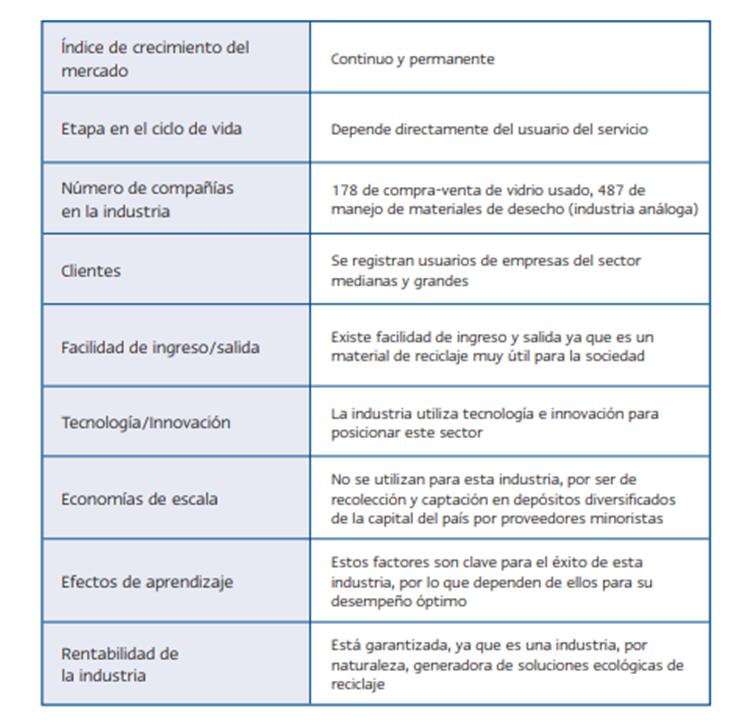 Índice de crecimiento del
mercado
Continuo y permanente
Etapa en el ciclo de vida
Depende directamente del usuario del servicio
Número de compañías
en la industria
178 de compra-venta de vidrio usado, 487 de
manejo de materiales de desecho (industria análoga)
Clientes
Se registran usuarios de empresas del sector
medianas y grandes
Facilidad de ingreso/salida
Existe facilidad de ingreso y salida ya que es un
material de reciclaje muy útil para la sociedad
Tecnología/Innovación
La industria utiliza tecnología e innovación para
posicionar este sector
Economías de escala
No se utilizan para esta industria, por ser de
recolección y captación en depósitos diversificados
de la capital del país por proveedores minoristas
Efectos de aprendizaje
Estos factores son clave para el éxito de esta
industria, por lo que dependen de ellos para su
desempeño óptimo
Rentabilidad de
la industria
Está garantizada, ya que es una industria, por
naturaleza, generadora de soluciones ecológicas de
reciclaje